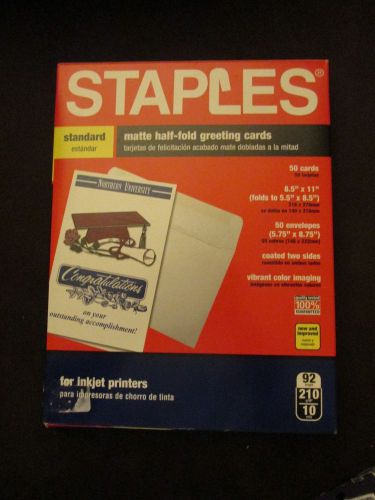 STAPLES®
standard
estándar
matte half-fold greeting cards
tarjetas de felicitación acabado mate dobladas a la mitad
50 cards
50 tarjetas
8.5" x 11"
(folds to 5.5" x 8.5")
50 envelopes
(5.75" x 8.75")
coated two sides
vibrant color imaging
100%
new and
improved
NORTHERN UNIVERSITY
Congratulations
on your
outstanding accomplishment!
for inkjet printers
para impresoras de chorro de tinta
92
210
10